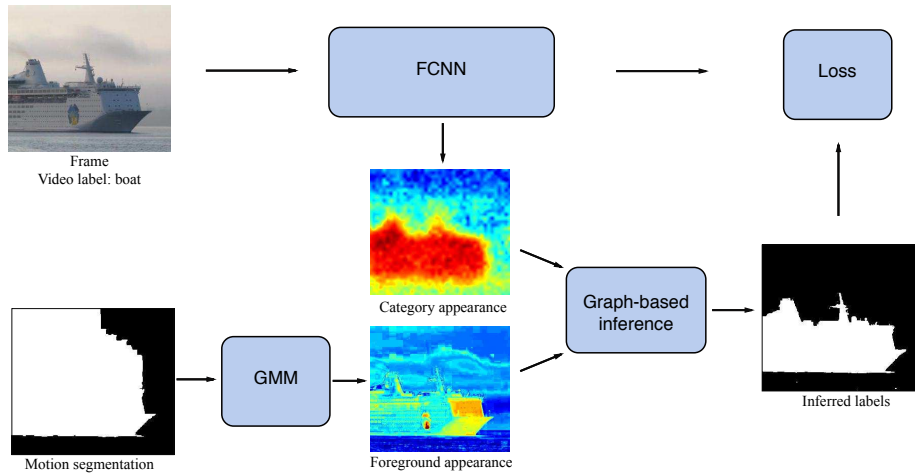 FCNN
Loss
Frame
Video label: boat
Category appearance
Graph-based
inference
GMM
Inferred labels
Motion segmentation
Foreground appearance